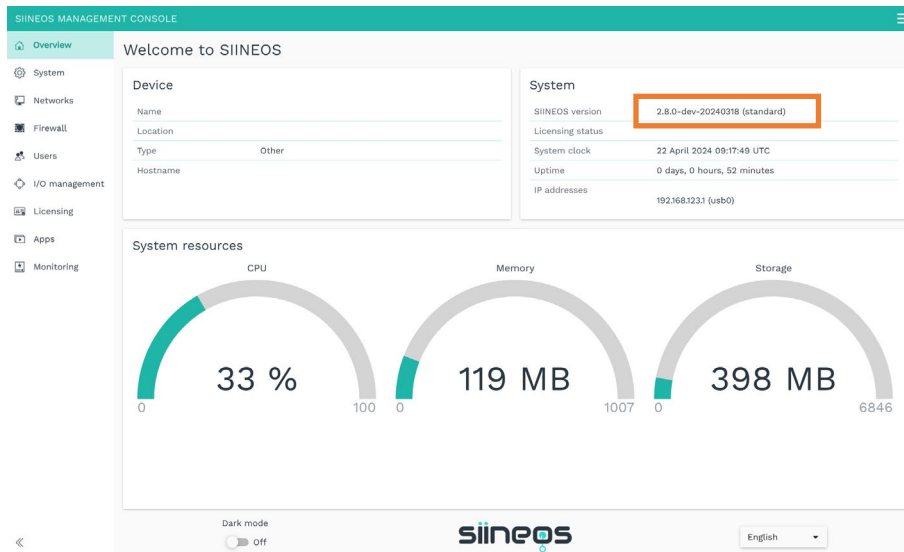 SIINEOS MANAGEMENT CONSOLE
Overview
System
Networks
Firewall
Users
I/O management
Licensing
Apps
Monitoring
Welcome to SIINEOS
Device
Name
Location
Type Other
Hostname
System
SIINEOS version 2.8.0-dev-20240318 (standard)
Licensing status
System clock 22 April 2024 09:17:49 UTC
Uptime 0 days, 0 hours, 52 minutes
IP addresses
192.168.123.1 (usb0)
System resources
CPU
33 %
0 100
Memory
119 MB
0 1007
Storage
398 MB
0 6846
Dark mode
Off
siineos
English